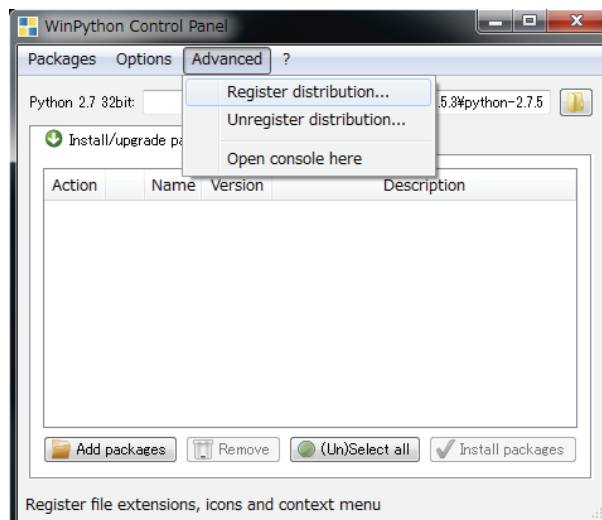 WinPython Control Panel
Packages Options Advanced ?
Register distribution...
Unregister distribution...
Open console here
Python 2.7 32bit: .5.3¥python-2.7.5
Install/upgrade pa
Action Name Version Description
Add packages Remove (Un)Select all Install packages
Register file extensions, icons and context menu